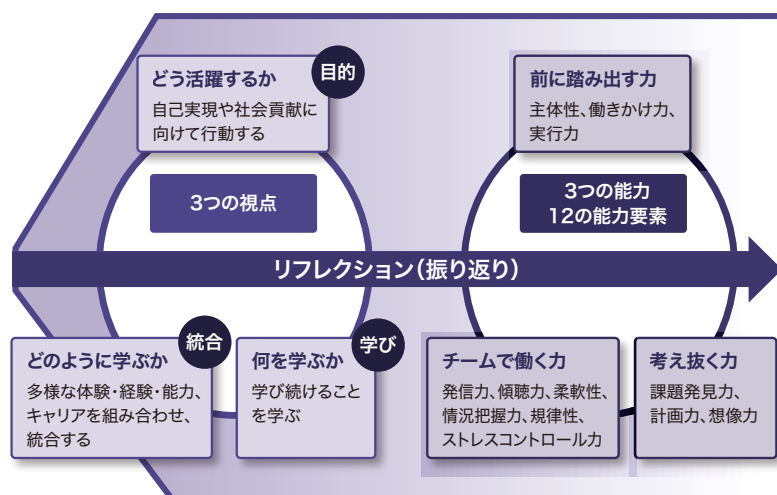 どう活躍するか
目的
自己実現や社会貢献に
向けて行動する
3つの視点
前に踏み出す力
主体性、働きかけ力、
実行力
3つの能力
12の能力要素
リフレクション（振り返り）
どのように学ぶか
統合
多様な体験・経験・能力、
キャリアを組み合わせ、
統合する
何を学ぶか
学び
学び続けること
を学ぶ
チームで働く力
発信力、傾聴力、柔軟性、
情況把握力、規律性、
ストレスコントロール力
考え抜く力
課題発見力、
計画力、想像力